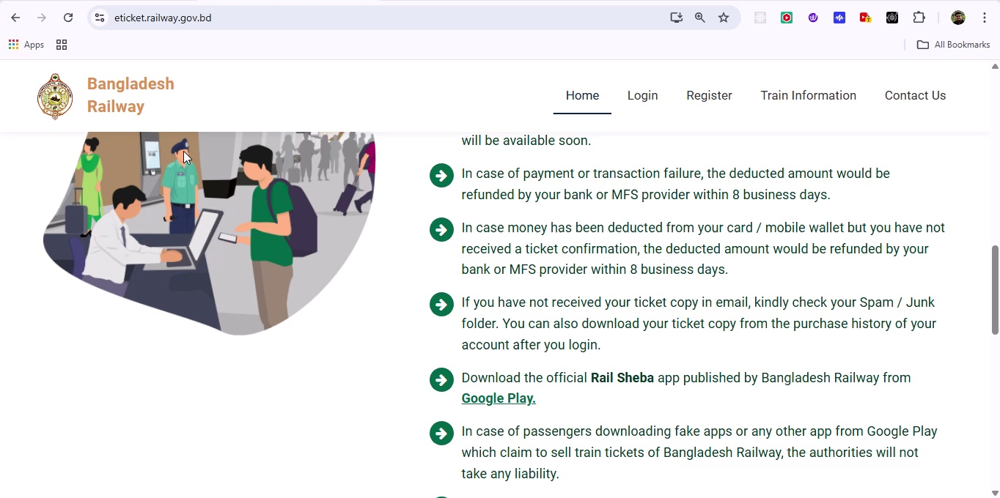 eticket.railway.gov.bd
Apps
All Bookmarks
Bangladesh
Railway
Home
Login
Register
Train Information
Contact Us
will be available soon.
In case of payment or transaction failure, the deducted amount would be
refunded by your bank or MFS provider within 8 business days.
In case money has been deducted from your card / mobile wallet but you have not
received a ticket confirmation, the deducted amount would be refunded by your
bank or MFS provider within 8 business days.
If you have not received your ticket copy in email, kindly check your Spam / Junk
folder. You can also download your ticket copy from the purchase history of your
account after you login.
Download the official Rail Sheba app published by Bangladesh Railway from
Google Play.
In case of passengers downloading fake apps or any other app from Google Play
which claim to sell train tickets of Bangladesh Railway, the authorities will not
take any liability.